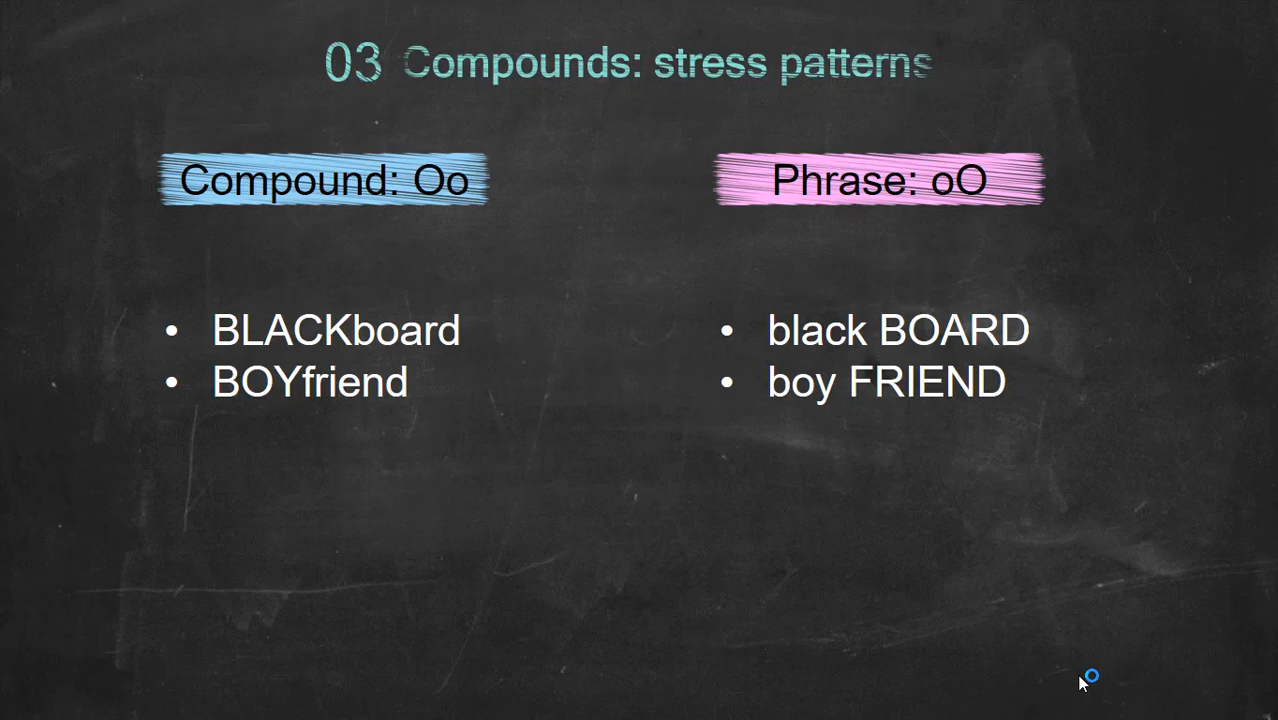 03 Compounds: stress patterns
Compound: Oo
Phrase: oO
• BLACKboard
• BOYfriend
• black BOARD
• boy FRIEND